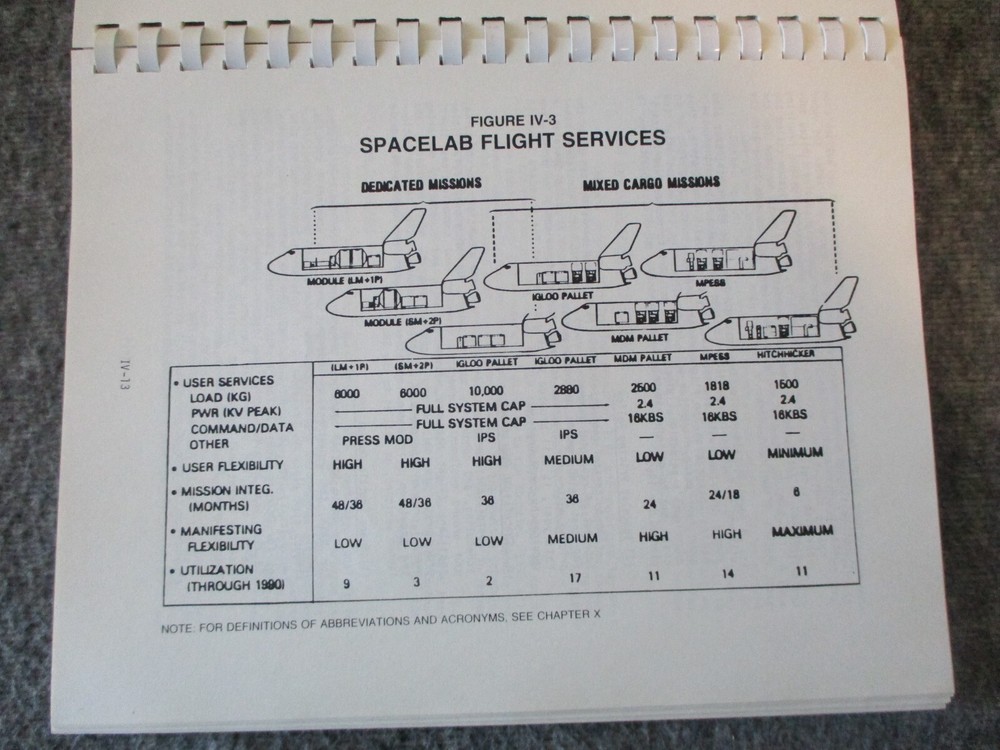 FIGURE IV-3
SPACELAB FLIGHT SERVICES
DEDICATED MISSIONS MIXED CARGO MISSIONS
MODULE (LM+1P)
IGLOO PALLET
MPESS
MODULE (SM+2P)
MDM PALLET
(LM+1P) (SM+2P) IGLOO PALLET IGLOO PALLET MDM PALLET MPESS HITCHHICKER
• USER SERVICES
LOAD (KG) 8000 6000 10,000 2880 2600 1818 1600
PWR (KV PEAK) FULL SYSTEM CAP 2.4 2.4 2.4
COMMAND/DATA FULL SYSTEM CAP 16KBS 16KBS 16KBS
OTHER PRESS MOD IPS IPS — — —
• USER FLEXIBILITY HIGH HIGH HIGH MEDIUM LOW LOW MINIMUM
• MISSION INTEG.
(MONTHS) 48/36 48/36 36 36 24 24/18 6
• MANIFESTING
FLEXIBILITY LOW LOW LOW MEDIUM HIGH HIGH MAXIMUM
• UTILIZATION
(THROUGH 1990) 9 3 2 17 11 14 11
NOTE: FOR DEFINITIONS OF ABBREVIATIONS AND ACRONYMS, SEE CHAPTER X
IV-13